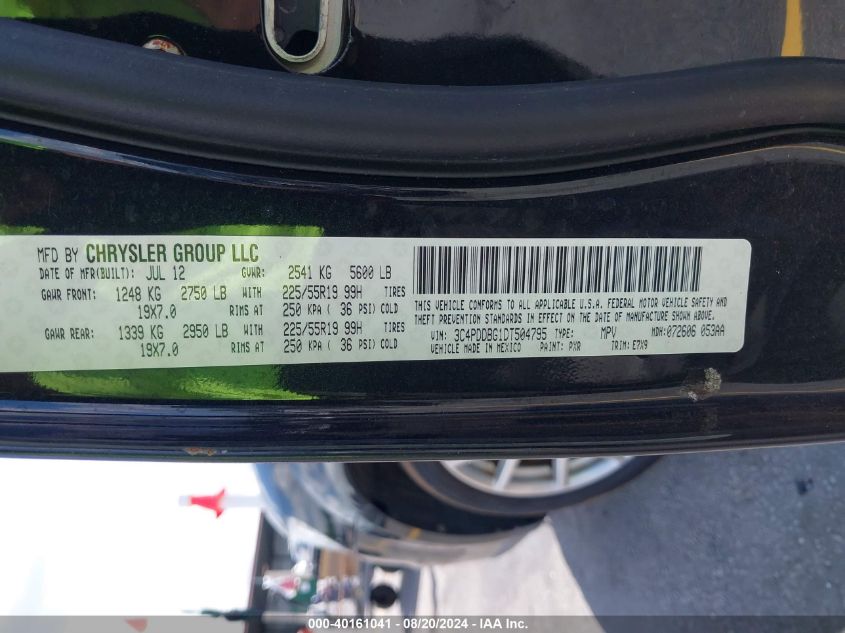 MFD BY CHRYSLER GROUP LLC
DATE OF MFR(BUILT): JUL 12 GVWR: 2541 KG 5600 LB
GAWR FRONT: 1248 KG 2750 LB WITH 225/55R19 99H TIRES
19X7.0 RIMS AT 250 KPA ( 36 PSI) COLD
GAWR REAR: 1339 KG 2950 LB WITH 225/55R19 99H TIRES
19X7.0 RIMS AT 250 KPA ( 36 PSI) COLD
THIS VEHICLE CONFORMS TO ALL APPLICABLE U.S.A. FEDERAL MOTOR VEHICLE SAFETY AND
THEFT PREVENTION STANDARDS IN EFFECT ON THE DATE OF MANUFACTURE SHOWN ABOVE.
VIN: 3C4PDDBG1DT504795 TYPE: MPV MDH: 072606 053AA
VEHICLE MADE IN MEXICO PAINT: PXR TRIM: E7X9
000-40161041 - 08/20/2024 - IAA Inc.